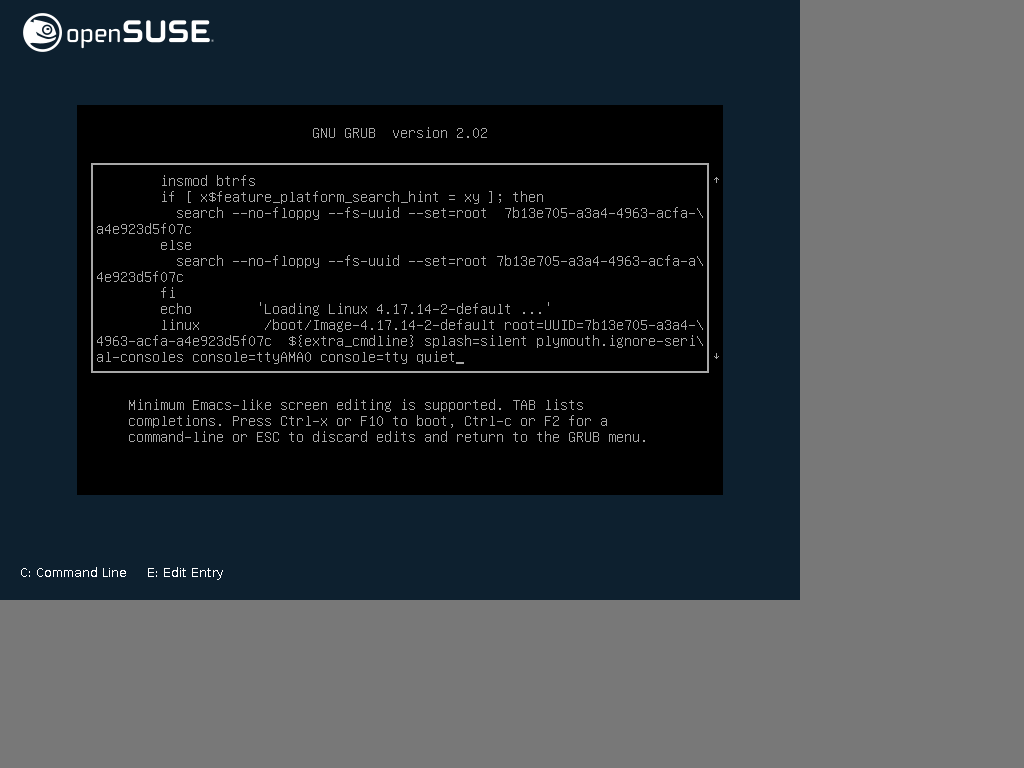 openSUSE.
GNU GRUB  version 2.02
insmod btrfs
if [ x$feature_platform_search_hint = xy ]; then
search --no-floppy --fs-uuid --set=root  7b13e705-a3a4-4963-acfa-\
a4e923d5f07c
else
search --no-floppy --fs-uuid --set=root 7b13e705-a3a4-4963-acfa-a\
4e923d5f07c
fi
echo        'Loading Linux 4.17.14-2-default ...'
linux        /boot/Image-4.17.14-2-default root=UUID=7b13e705-a3a4-\
4963-acfa-a4e923d5f07c  ${extra_cmdline} splash=silent plymouth.ignore-seri\
al-consoles console=ttyAMA0 console=tty quiet_
Minimum Emacs-like screen editing is supported. TAB lists
completions. Press Ctrl-x or F10 to boot, Ctrl-c or F2 for a
command-line or ESC to discard edits and return to the GRUB menu.
C: Command Line    E: Edit Entry